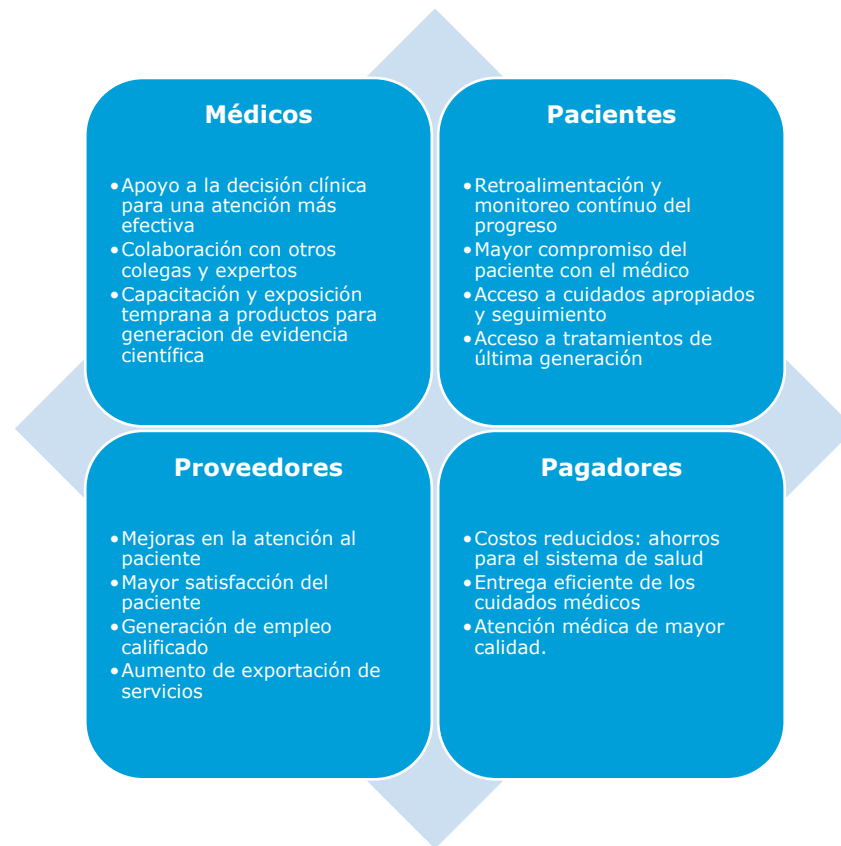 Médicos
•Apoyo a la decisión clínica
para una atención más
efectiva
•Colaboración con otros
colegas y expertos
•Capacitación y exposición
temprana a productos para
generacion de evidencia
científica
Pacientes
•Retroalimentación y
monitoreo contínuo del
progreso
•Mayor compromiso del
paciente con el médico
•Acceso a cuidados apropiados
y seguimiento
•Acceso a tratamientos de
última generación
Proveedores
•Mejoras en la atención al
paciente
•Mayor satisfacción del
paciente
•Generación de empleo
calificado
•Aumento de exportación de
servicios
Pagadores
•Costos reducidos: ahorros
para el sistema de salud
•Entrega eficiente de los
cuidados médicos
•Atención médica de mayor
calidad.